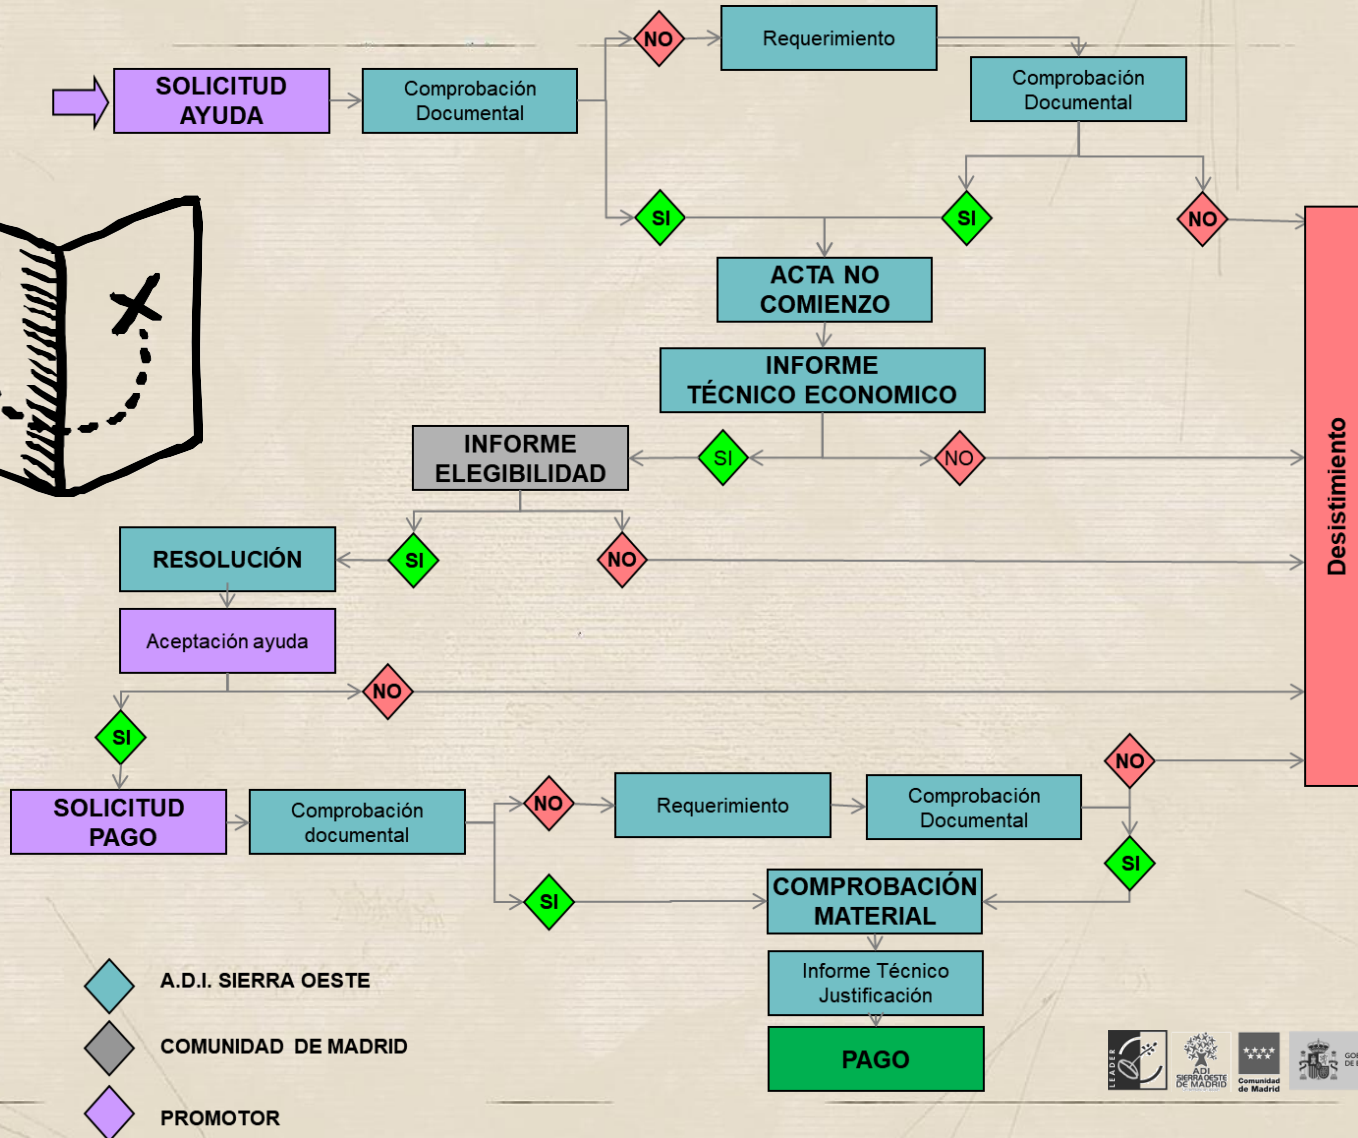 NO
Requerimiento
SOLICITUD
AYUDA
Comprobación
Documental
Comprobación
Documental
SI
SI
NO
ACTA NO
COMIENZO
INFORME
TÉCNICO ECONOMICO
INFORME
ELEGIBILIDAD
SI
NO
Desistimiento
RESOLUCIÓN
SI
NO
Aceptación ayuda
NO
SI
NO
SOLICITUD
PAGO
Comprobación
documental
NO
Requerimiento
Comprobación
Documental
SI
SI
COMPROBACIÓN
MATERIAL
Informe Técnico
Justificación
PAGO
A.D.I. SIERRA OESTE
COMUNIDAD DE MADRID
PROMOTOR
LEADER
ADI
SIERRA OESTE
DE MADRID
Comunidad
de Madrid